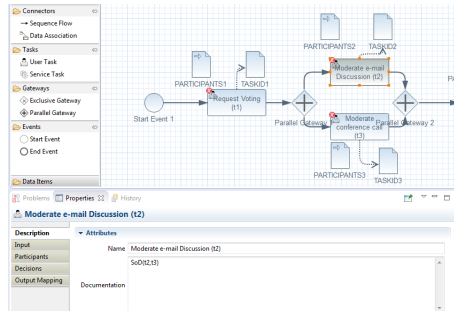 Connectors
Sequence Flow
Data Association
Tasks
User Task
Service Task
Gateways
Exclusive Gateway
Parallel Gateway
Events
Start Event
End Event
Data Items
PARTICIPANTS2
TASKID2
PARTICIPANTS1
TASKID1
Moderate e-mail
Discussion (t2)
Request Voting
(t1)
Start Event 1
Parallel Gateway
Moderate
conference call
(t3)
Parallel Gateway 2
PARTICIPANTS3
TASKID3
Problems
Properties
History
Moderate e-mail Discussion (t2)
Description
Input
Participants
Decisions
Output Mapping
Attributes
Name
Moderate e-mail Discussion (t2)
Documentation
SoD(t2,t3)